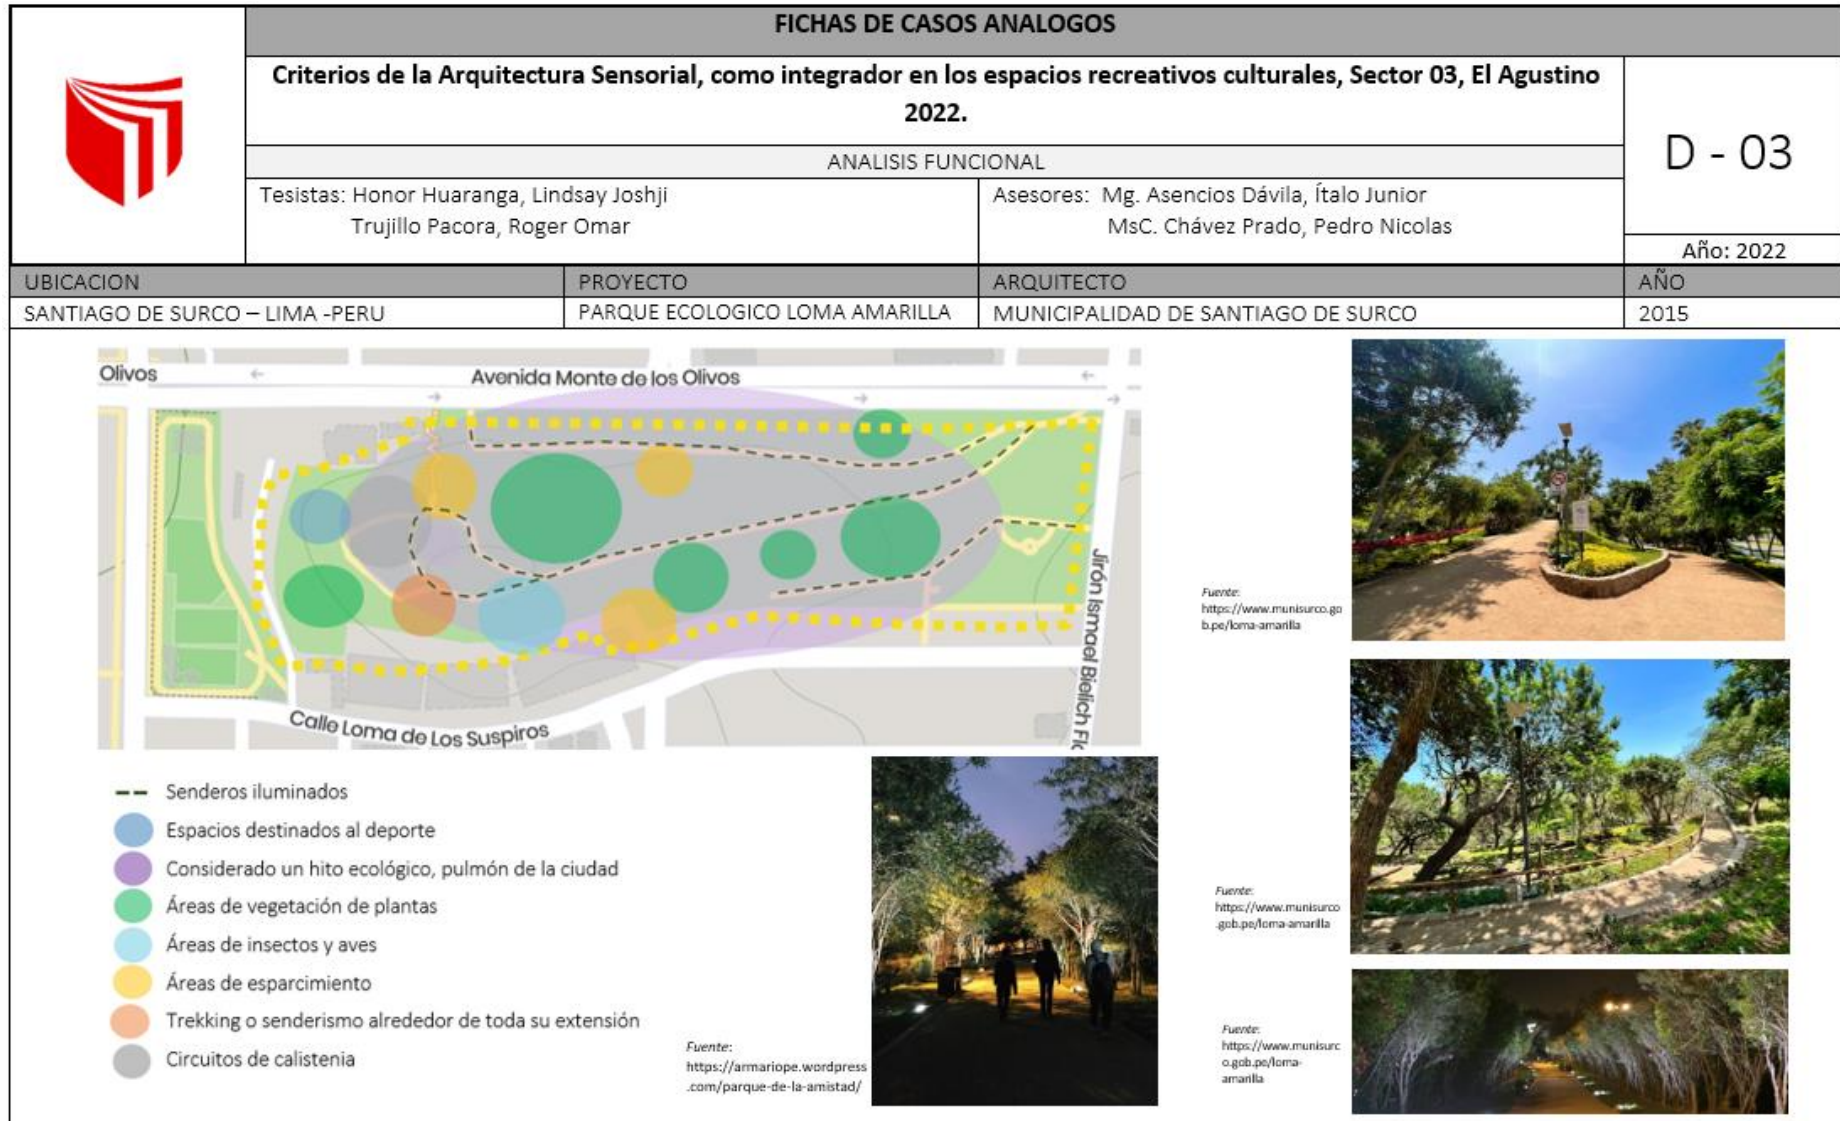 FICHAS DE CASOS ANALOGOS
Criterios de la Arquitectura Sensorial, como integrador en los espacios recreativos culturales, Sector 03, El Agustino
2022.
D - 03
ANALISIS FUNCIONAL
Tesistas: Honor Huaranga, Lindsay Joshji
Trujillo Pacora, Roger Omar
Asesores: Mg. Asencios Dávila, Ítalo Junior
MsC. Chávez Prado, Pedro Nicolas
Año: 2022
UBICACION PROYECTO ARQUITECTO AÑO
SANTIAGO DE SURCO – LIMA -PERU PARQUE ECOLOGICO LOMA AMARILLA MUNICIPALIDAD DE SANTIAGO DE SURCO 2015
Olivos
Avenida Monte de los Olivos
Jirón Ismael Bielich Flo
Calle Loma de Los Suspiros
Senderos iluminados
Espacios destinados al deporte
Considerado un hito ecológico, pulmón de la ciudad
Áreas de vegetación de plantas
Áreas de insectos y aves
Áreas de esparcimiento
Trekking o senderismo alrededor de toda su extensión
Circuitos de calistenia
Fuente:
https://armariope.wordpress
.com/parque-de-la-amistad/
Fuente:
https://www.munisurco.go
b.pe/loma-amarilla
Fuente:
https://www.munisurco
.gob.pe/loma-amarilla
Fuente:
https://www.munisurc
o.gob.pe/loma-
amarilla